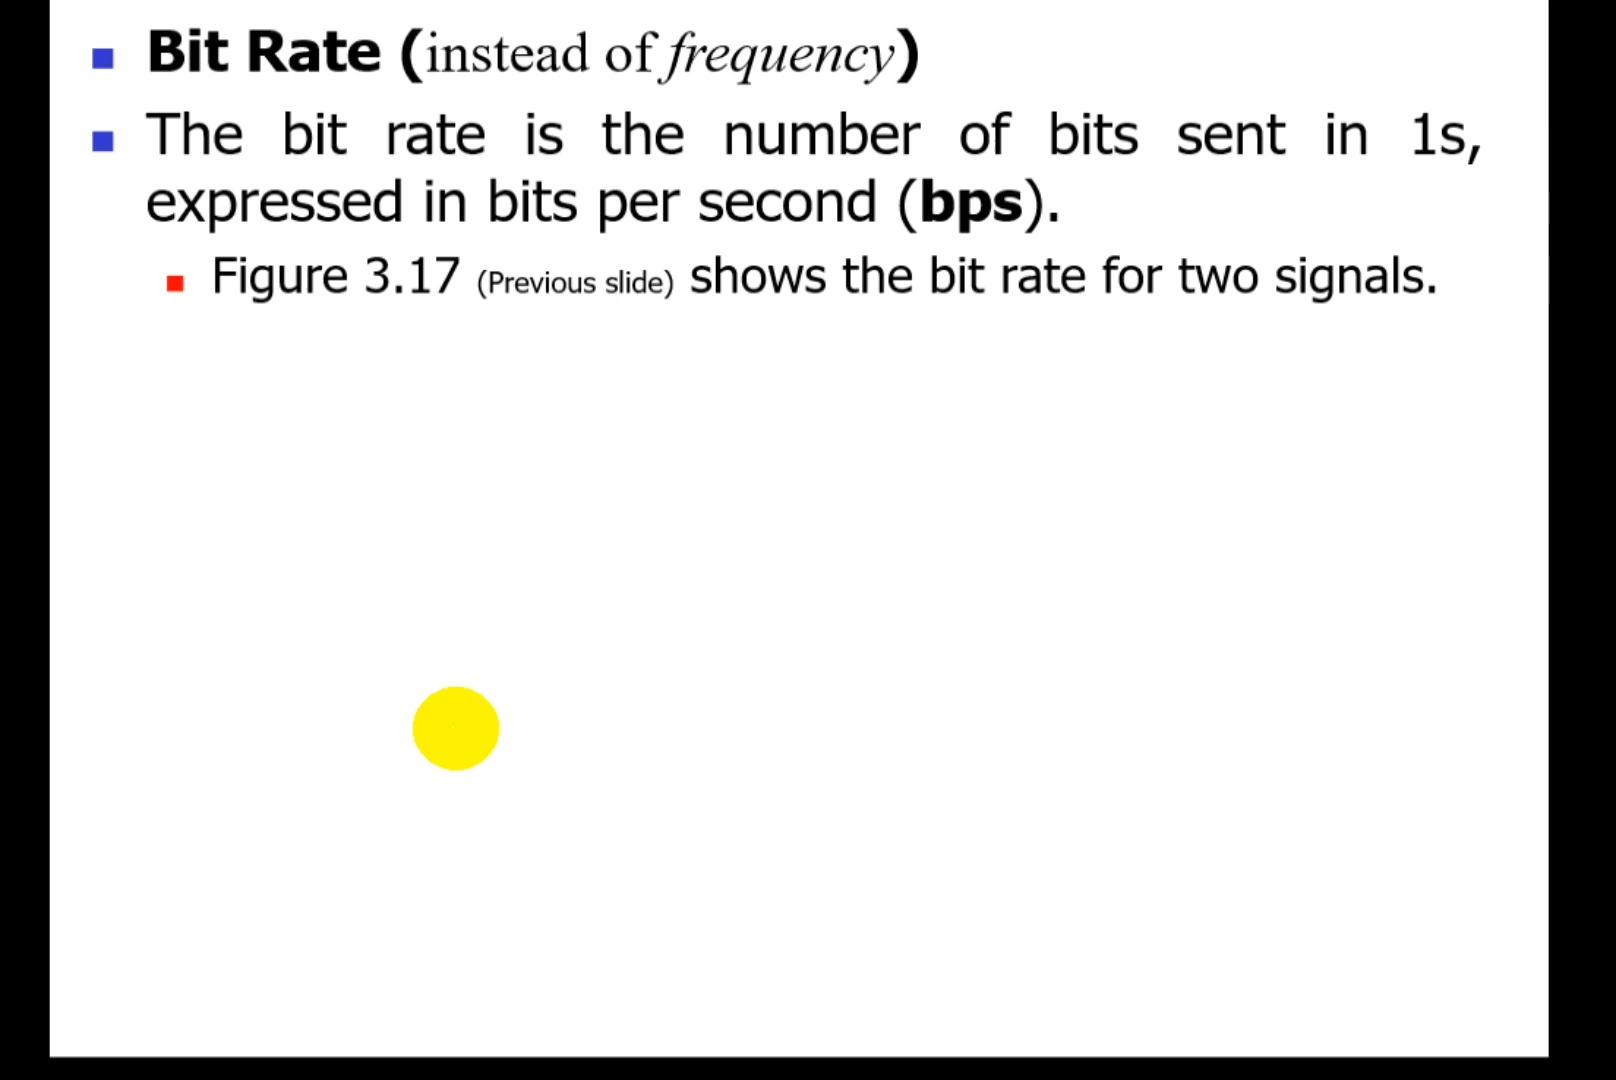 Bit Rate (instead of frequency)
The bit rate is the number of bits sent in 1s,
expressed in bits per second (bps).
Figure 3.17 (Previous slide) shows the bit rate for two signals.